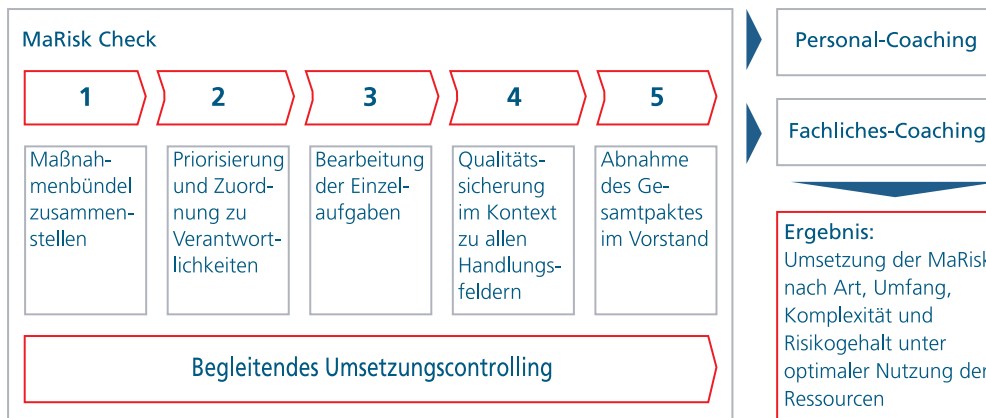 MaRisk Check
1
2
3
4
5
Maßnah-
menbündel
zusammen-
stellen
Priorisierung
und Zuord-
nung zu
Verantwort-
lichkeiten
Bearbeitung
der Einzel-
aufgaben
Qualitäts-
sicherung
im Kontext
zu allen
Handlungs-
feldern
Abnahme
des Ge-
samtpaktes
im Vorstand
Begleitendes Umsetzungscontrolling
Personal-Coaching
Fachliches-Coaching
Ergebnis:
Umsetzung der MaRisk
nach Art, Umfang,
Komplexität und
Risikogehalt unter
optimaler Nutzung der
Ressourcen